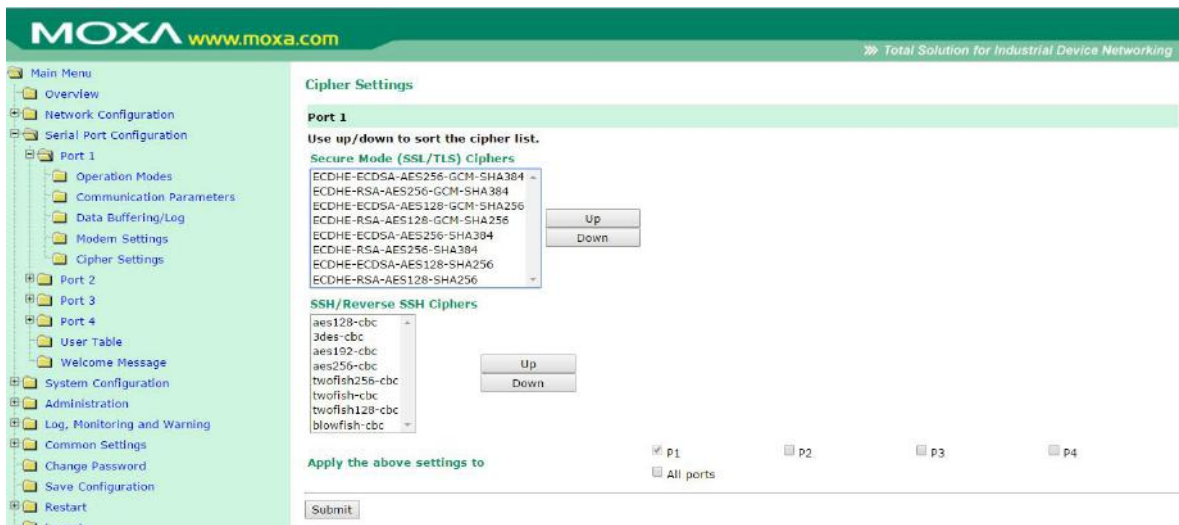 MOXA www.moxa.com
Total Solution for Industrial Device Networking
Main Menu
Overview
Network Configuration
Serial Port Configuration
Port 1
Operation Modes
Communication Parameters
Data Buffering/Log
Modem Settings
Cipher Settings
Port 2
Port 3
Port 4
User Table
Welcome Message
System Configuration
Administration
Log, Monitoring and Warning
Common Settings
Change Password
Save Configuration
Restart
Cipher Settings
Port 1
Use up/down to sort the cipher list.
Secure Mode (SSL/TLS) Ciphers
ECDHE-ECDSA-AES256-GCM-SHA384
ECDHE-RSA-AES256-GCM-SHA384
ECDHE-ECDSA-AES128-GCM-SHA256
ECDHE-RSA-AES128-GCM-SHA256
ECDHE-ECDSA-AES256-SHA384
ECDHE-RSA-AES256-SHA384
ECDHE-ECDSA-AES128-SHA256
ECDHE-RSA-AES128-SHA256
Up
Down
SSH/Reverse SSH Ciphers
aes128-cbc
3des-cbc
aes192-cbc
aes256-cbc
twofish256-cbc
twofish-cbc
twofish128-cbc
blowfish-cbc
Up
Down
Apply the above settings to
P1 P2 P3 P4
All ports
Submit